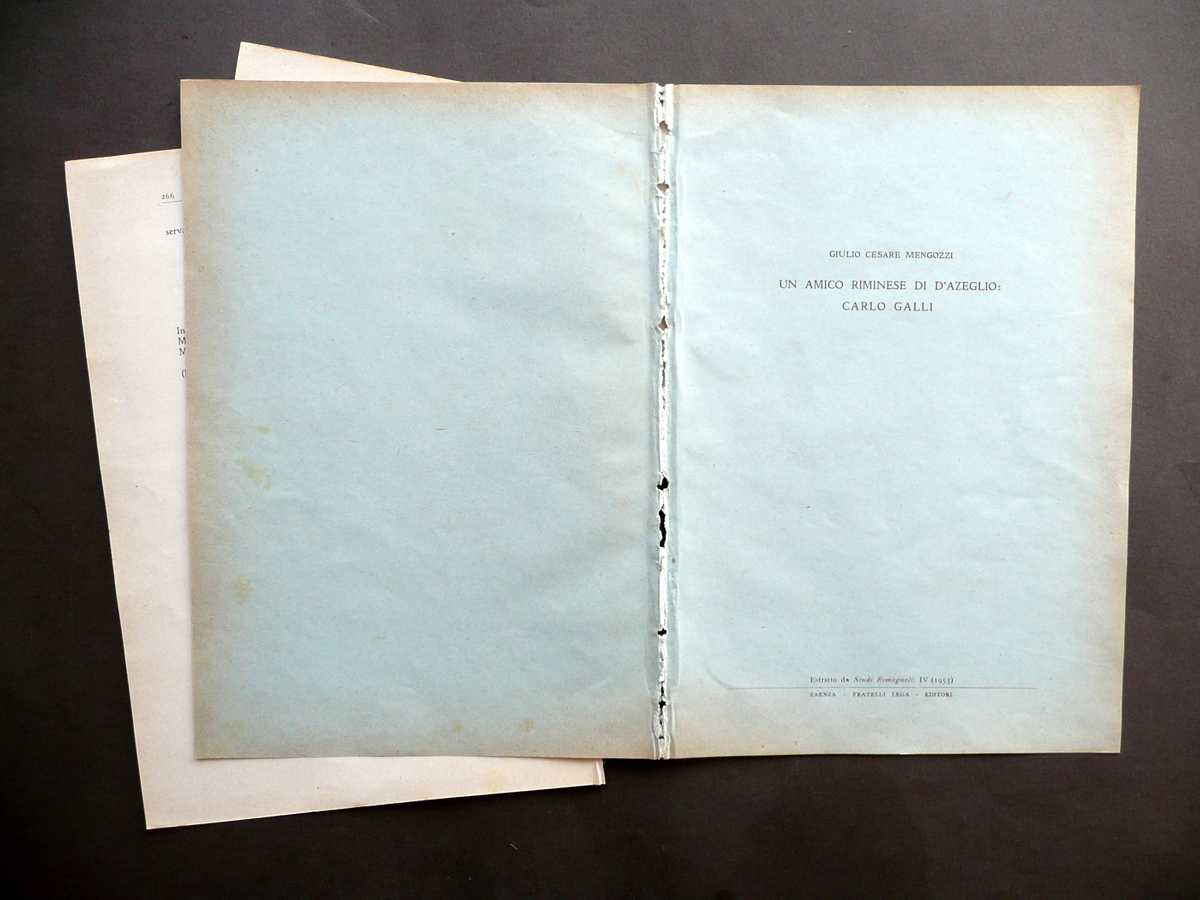 266
GIULIO CESARE MENGOZZI
UN AMICO RIMINESE DI D'AZEGLIO:
CARLO GALLI
Estratto da Studi Romagnoli, IV (1953)
FAENZA - FRATELLI LEGA - EDITORI